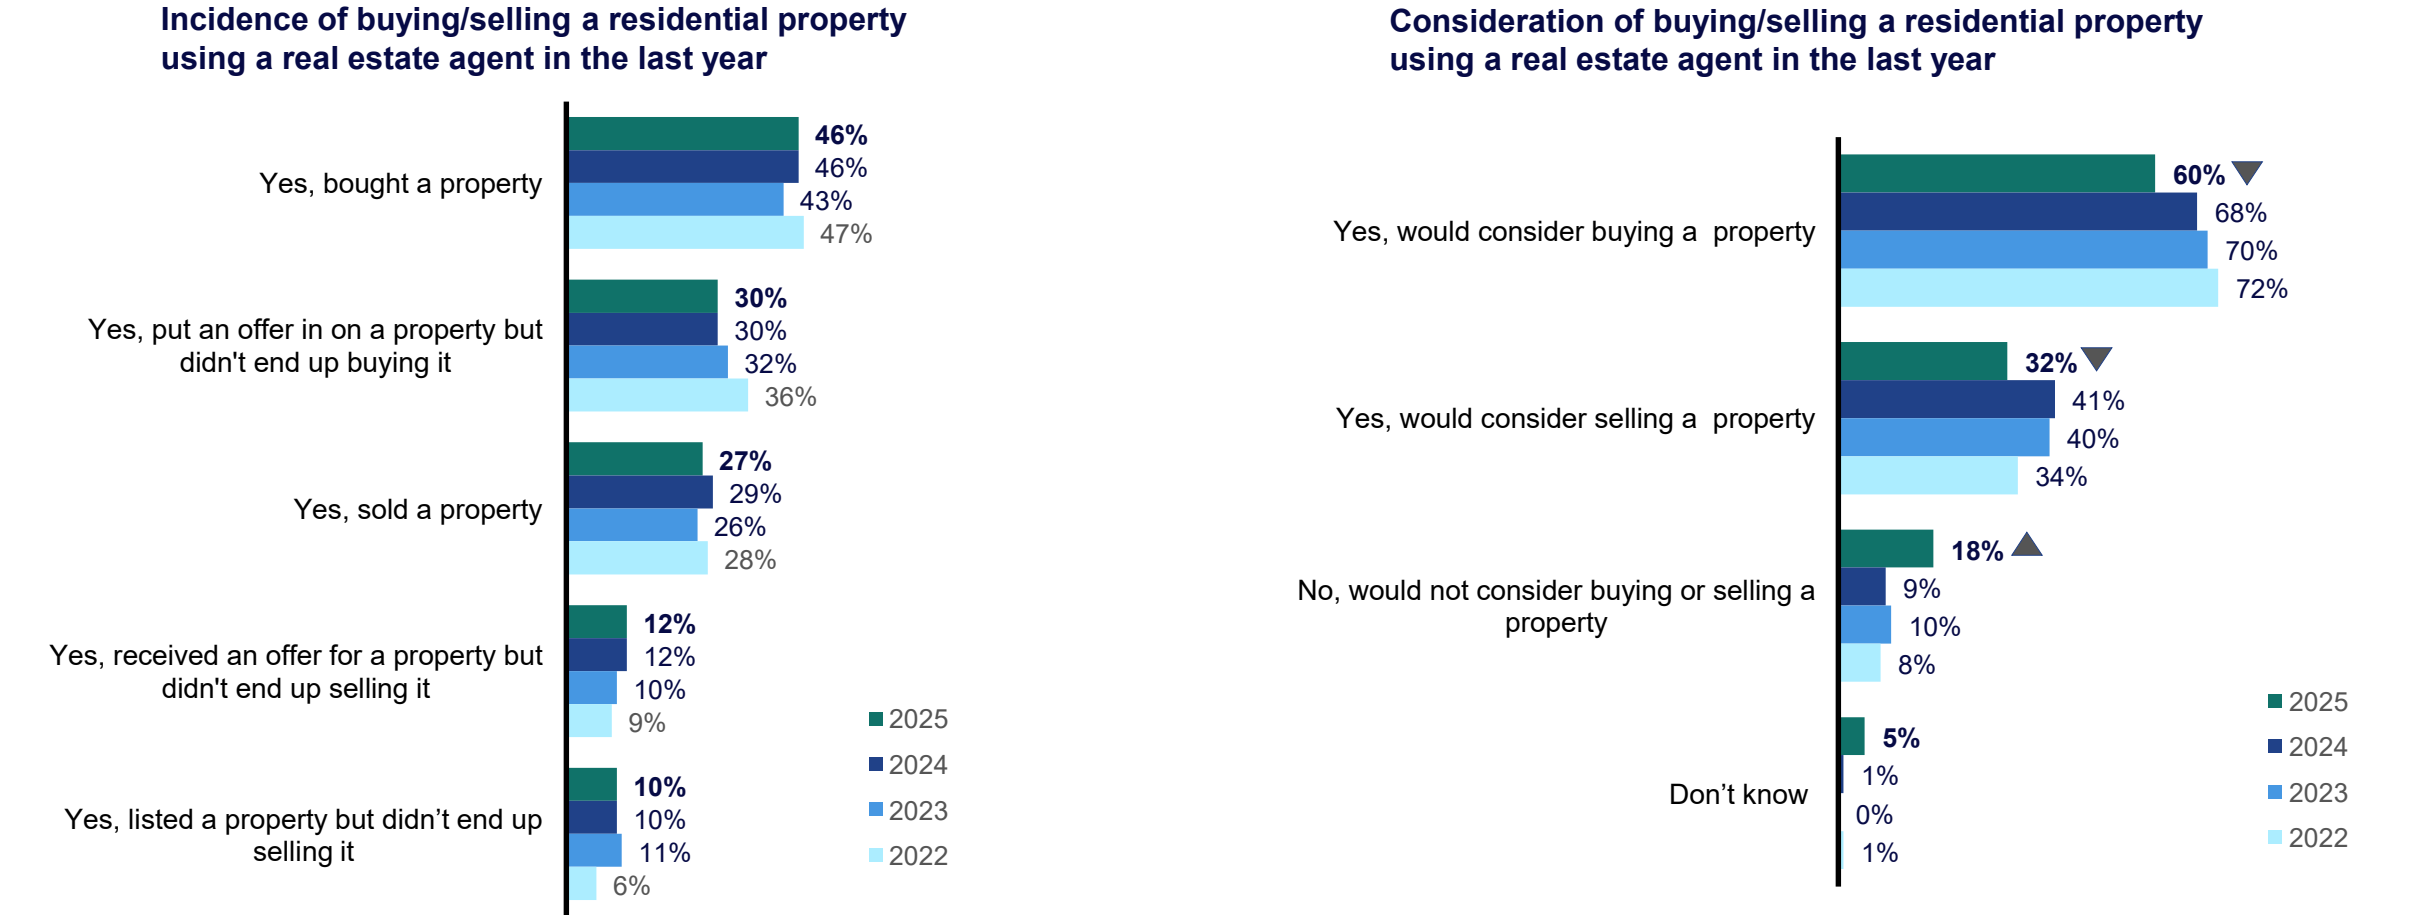 Incidence of buying/selling a residential property
using a real estate agent in the last year
Yes, bought a property
46%
46%
43%
47%
Yes, put an offer in on a property but
didn't end up buying it
30%
30%
32%
36%
Yes, sold a property
27%
29%
26%
28%
Yes, received an offer for a property but
didn't end up selling it
12%
12%
10%
9%
Yes, listed a property but didn’t end up
selling it
10%
10%
11%
6%
2025
2024
2023
2022
Consideration of buying/selling a residential property
using a real estate agent in the last year
Yes, would consider buying a  property
60%
68%
70%
72%
Yes, would consider selling a  property
32%
41%
40%
34%
No, would not consider buying or selling a
property
18%
9%
10%
8%
Don’t know
5%
1%
0%
1%
2025
2024
2023
2022